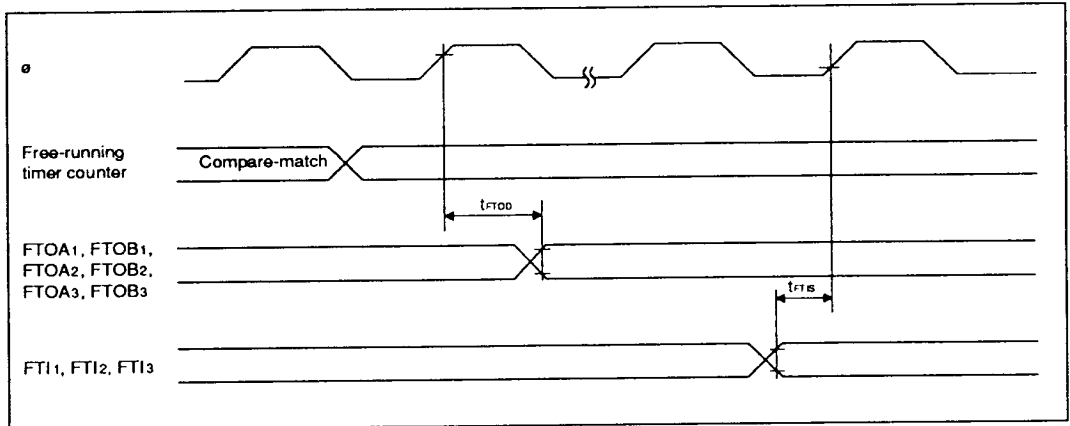 ø
Free-running
timer counter
Compare-match
tFTOD
FTOA1, FTOB1,
FTOA2, FTOB2,
FTOA3, FTOB3
tFTIS
FTI1, FTI2, FTI3